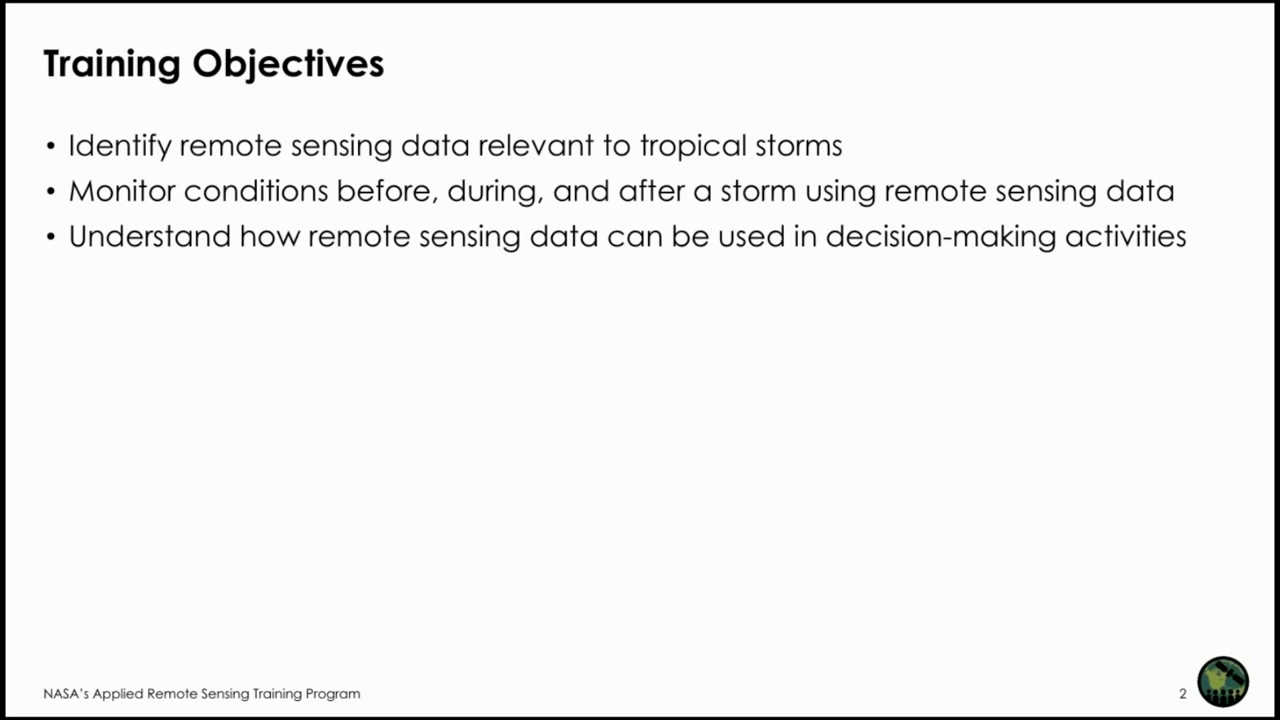 Training Objectives
• Identify remote sensing data relevant to tropical storms
• Monitor conditions before, during, and after a storm using remote sensing data
• Understand how remote sensing data can be used in decision-making activities
NASA's Applied Remote Sensing Training Program
2